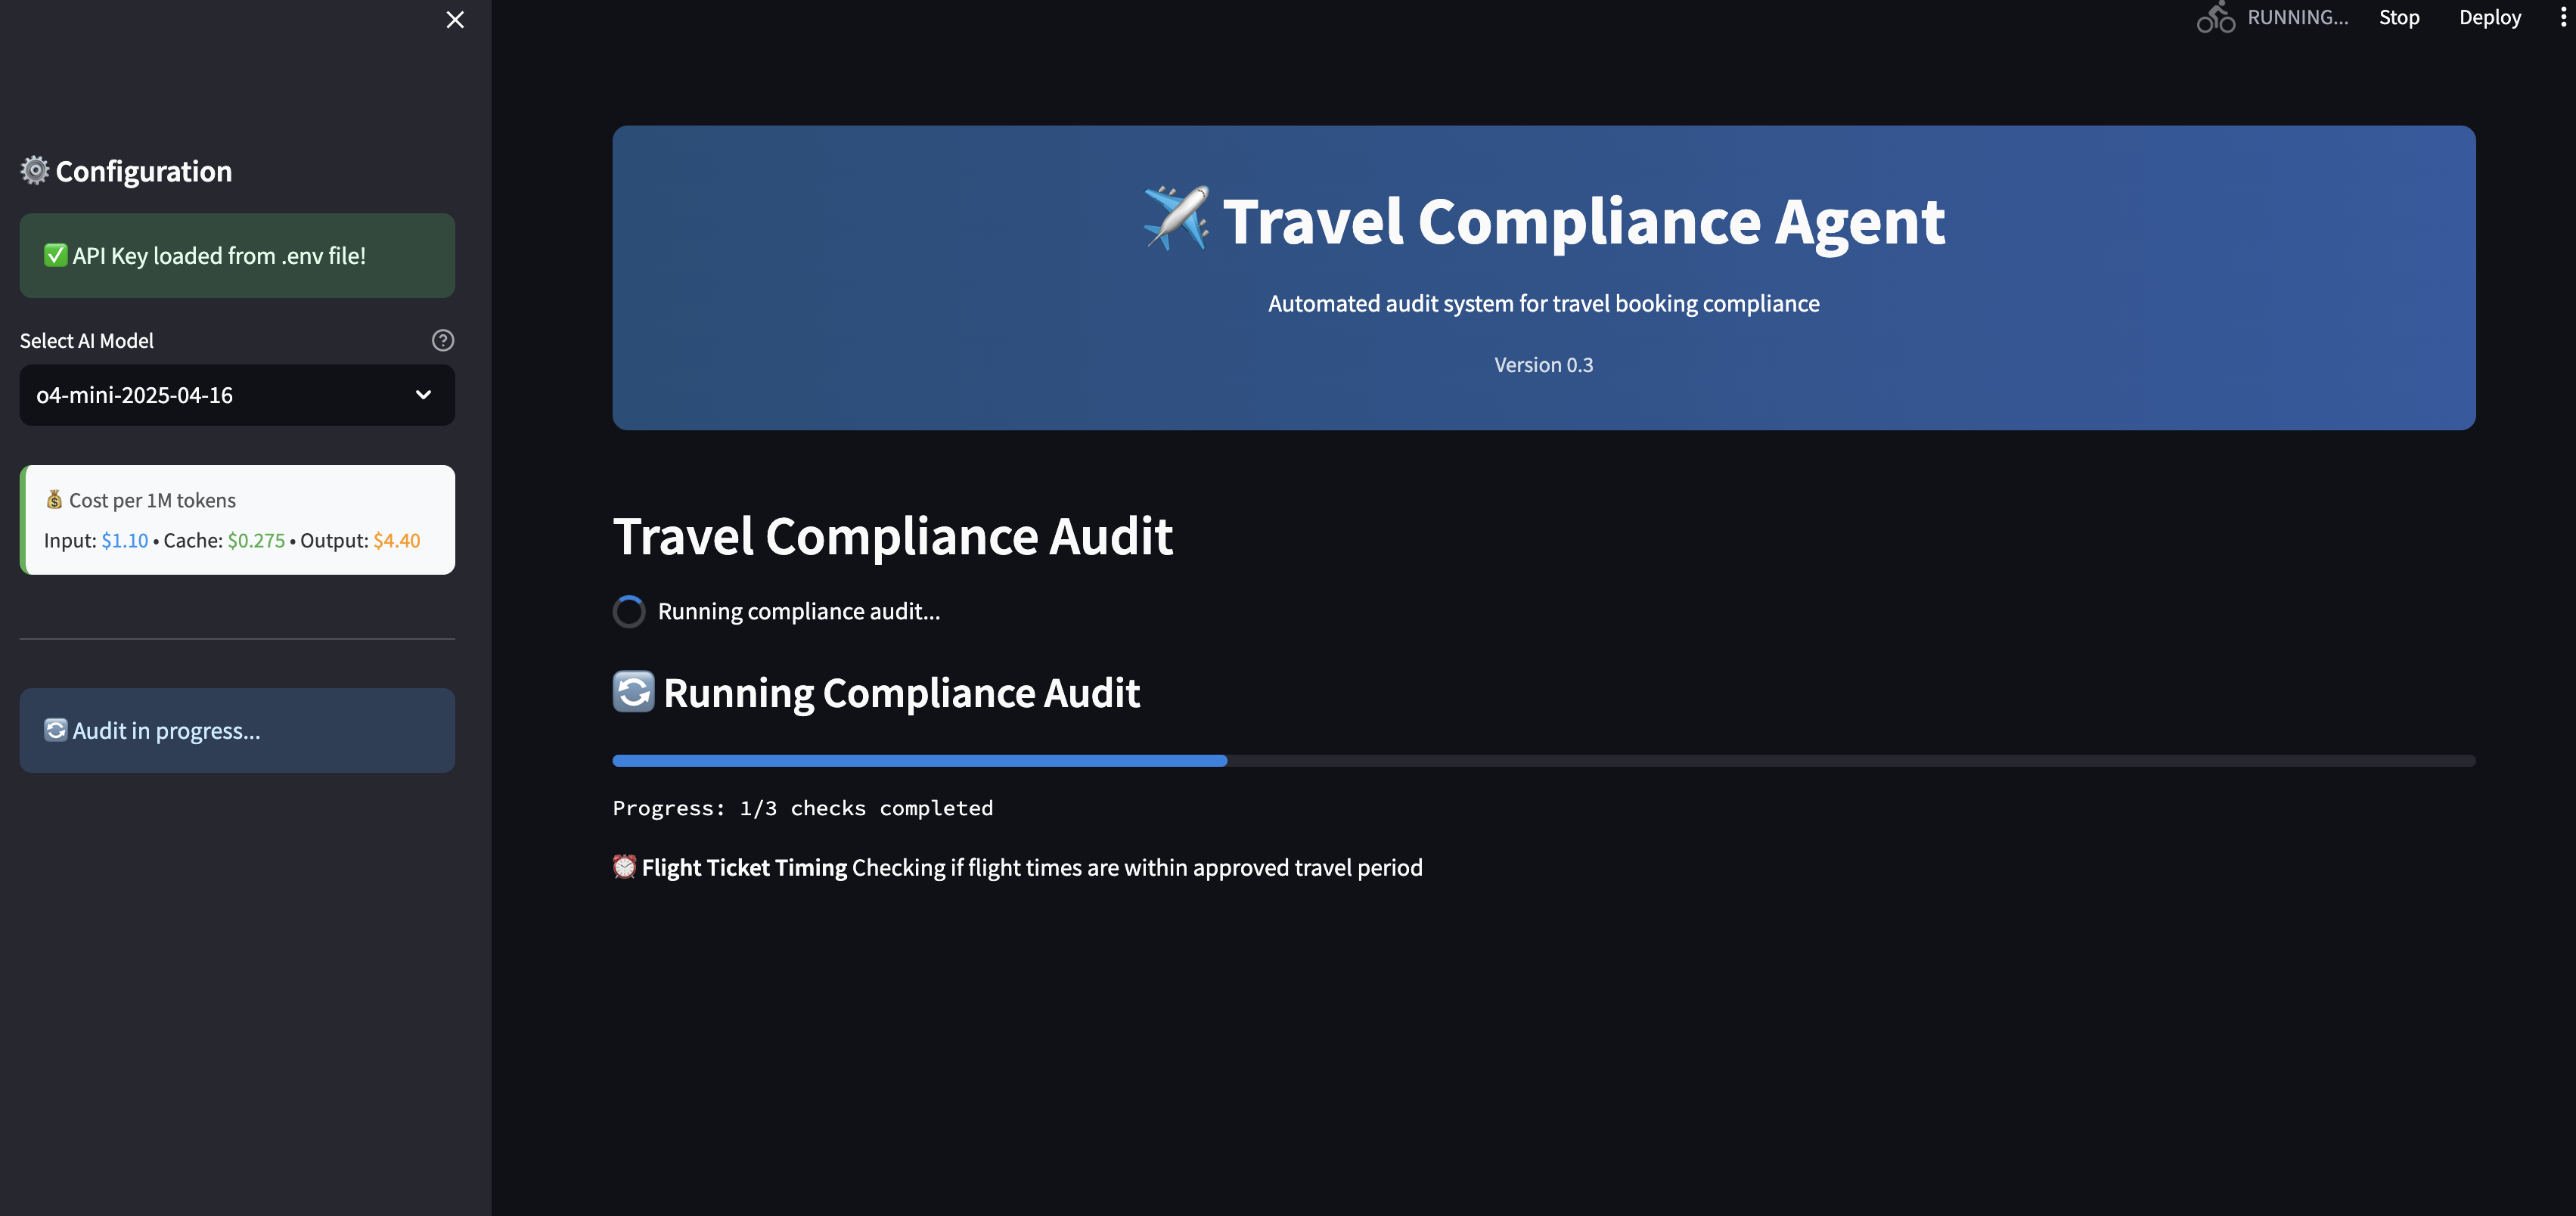 RUNNING...
Stop
Deploy
⚙️ Configuration
✅ API Key loaded from .env file!
Select AI Model
o4-mini-2025-04-16
💰 Cost per 1M tokens
Input: $1.10 • Cache: $0.275 • Output: $4.40
🔄 Audit in progress...
✈️ Travel Compliance Agent
Automated audit system for travel booking compliance
Version 0.3
Travel Compliance Audit
Running compliance audit...
🔄 Running Compliance Audit
Progress: 1/3 checks completed
⏰ Flight Ticket Timing Checking if flight times are within approved travel period